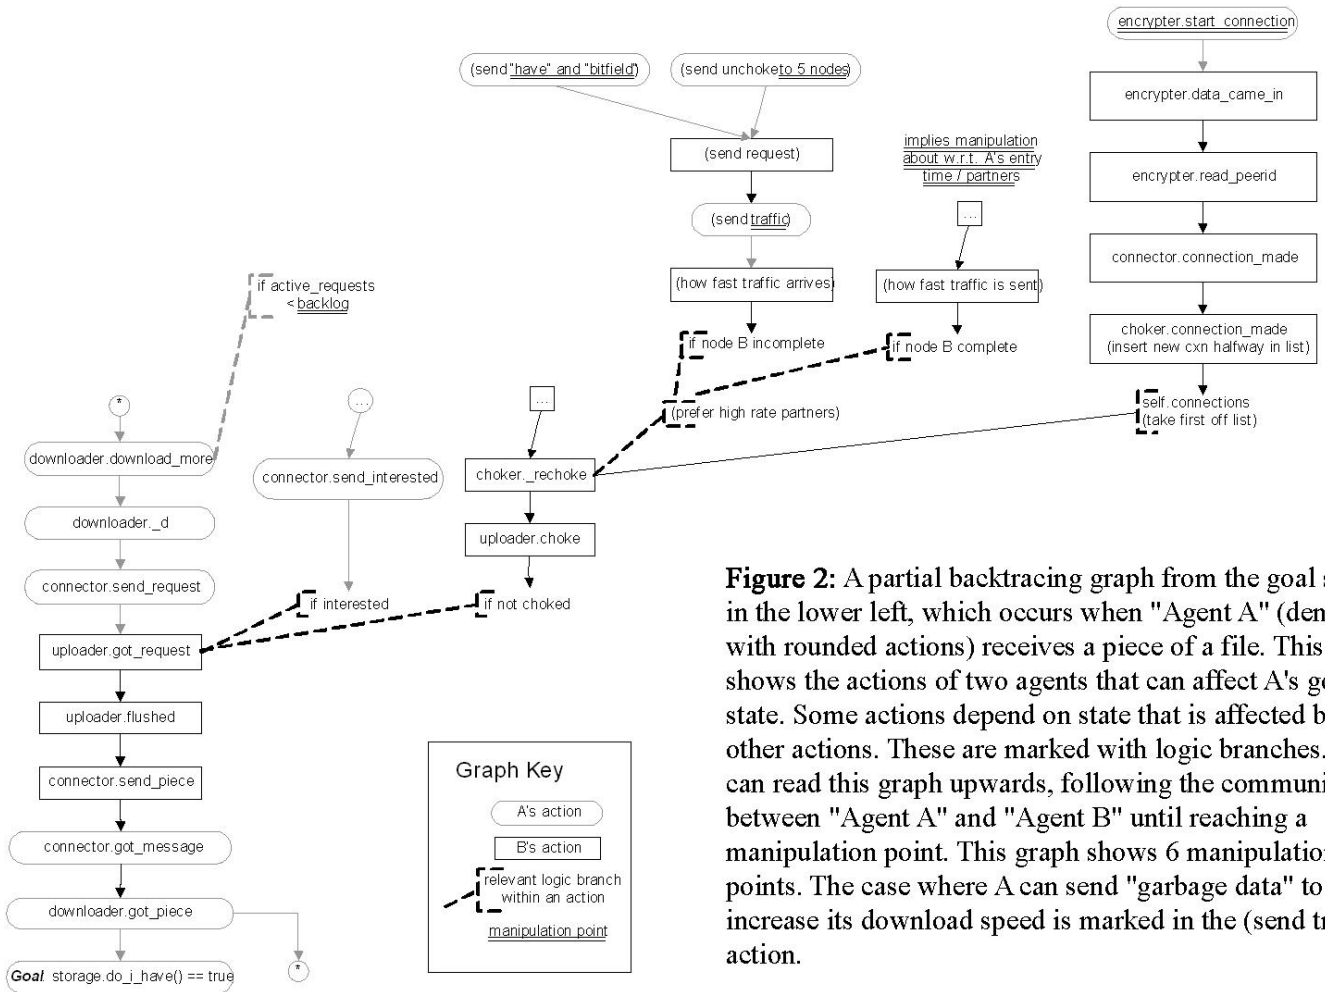 encrypter.start_connection
(send "have" and "bitfield")
(send unchoketo 5 nodes)
encrypter.data_came_in
(send request)
implies manipulation
about w.r.t. A's entry
time / partners
encrypter.read_peerid
...
(send traffic)
connector.connection_made
if active_requests
< backlog
(how fast traffic arrives)
(how fast traffic is sent)
choker.connection_made
(insert new cxn halfway in list)
if node B incomplete
if node B complete
*
...
...
(prefer high rate partners)
self.connections
(take first off list)
downloader.download_more
connector.send_interested
choker._rechoke
downloader._d
uploader.choke
connector.send_request
if interested
if not choked
uploader.got_request
uploader.flushed
connector.send_piece
connector.got_message
downloader.got_piece
*
Goal: storage.do_i_have() == true
Graph Key
A's action
B's action
relevant logic branch
within an action
manipulation point
Figure 2: A partial backtracing graph from the goal s
in the lower left, which occurs when "Agent A" (den
with rounded actions) receives a piece of a file. This
shows the actions of two agents that can affect A's go
state. Some actions depend on state that is affected b
other actions. These are marked with logic branches.
can read this graph upwards, following the communi
between "Agent A" and "Agent B" until reaching a
manipulation point. This graph shows 6 manipulatio
points. The case where A can send "garbage data" to
increase its download speed is marked in the (send tr
action.